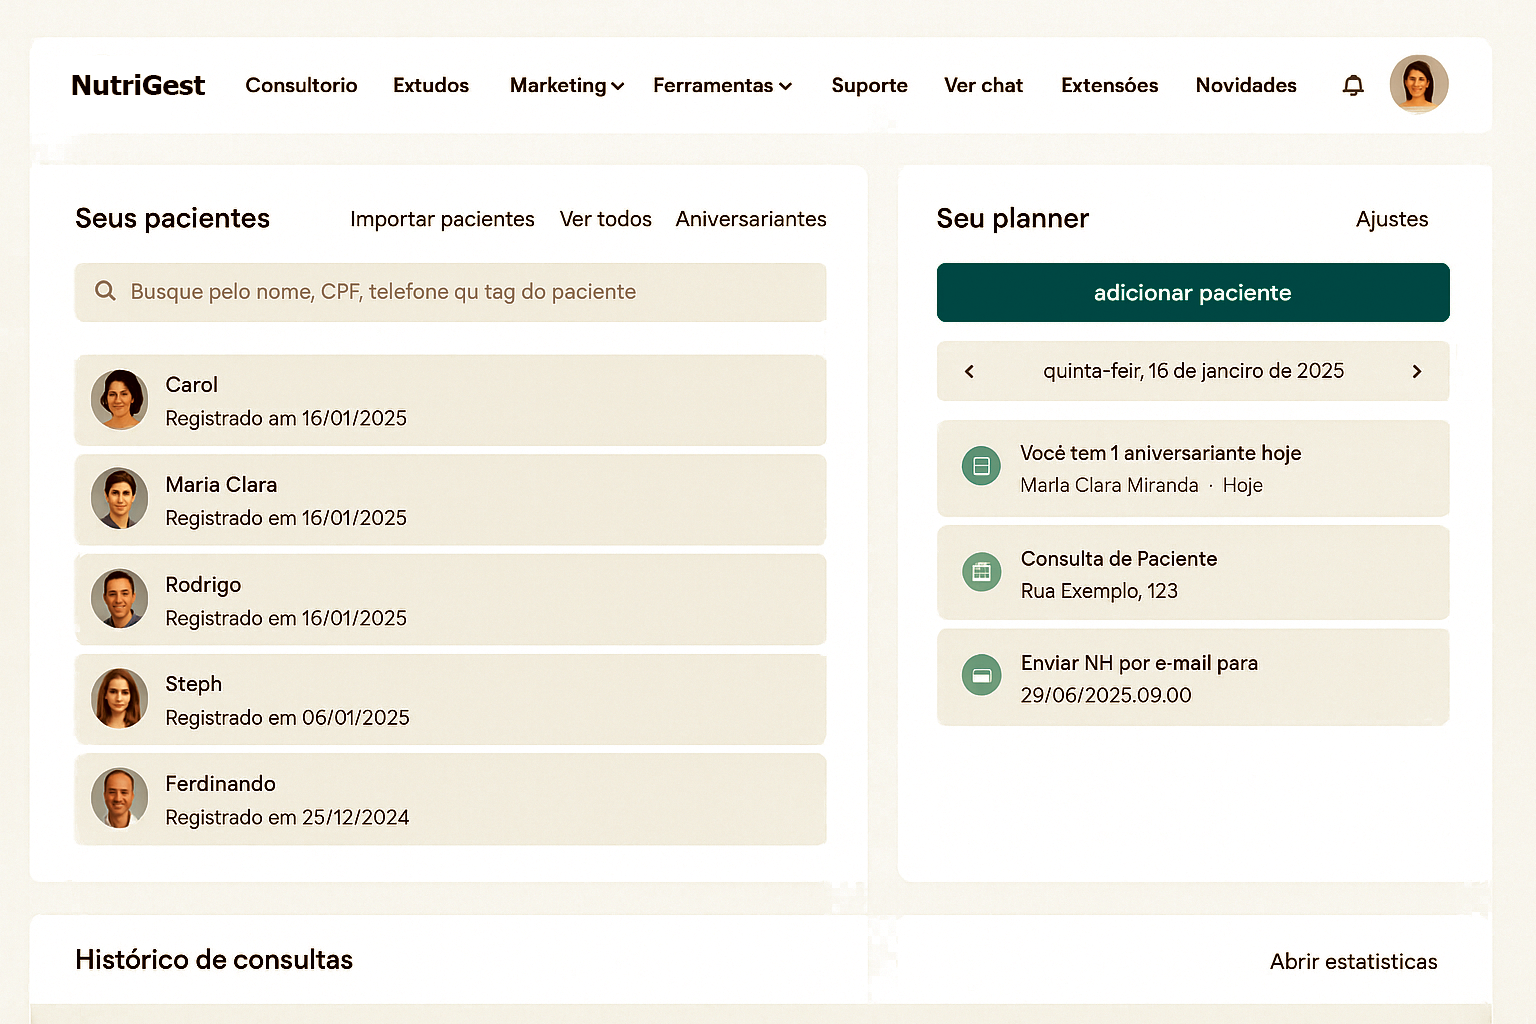 NutriGest Consultorio Extudos Marketing Ferramentas Suporte Ver chat Extensóes Novidades
Seus pacientes Importar pacientes Ver todos Aniversariantes
Busque pelo nome, CPF, telefone qu tag do paciente
Carol
Registrado am 16/01/2025
Maria Clara
Registrado em 16/01/2025
Rodrigo
Registrado em 16/01/2025
Steph
Registrado em 06/01/2025
Ferdinando
Registrado em 25/12/2024
Seu planner Ajustes
adicionar paciente
quinta-feir, 16 de janciro de 2025
Você tem 1 aniversariante hoje
Marla Clara Miranda · Hoje
Consulta de Paciente
Rua Exemplo, 123
Enviar NH por e-mail para
29/06/2025.09.00
Histórico de consultas Abrir estatisticas